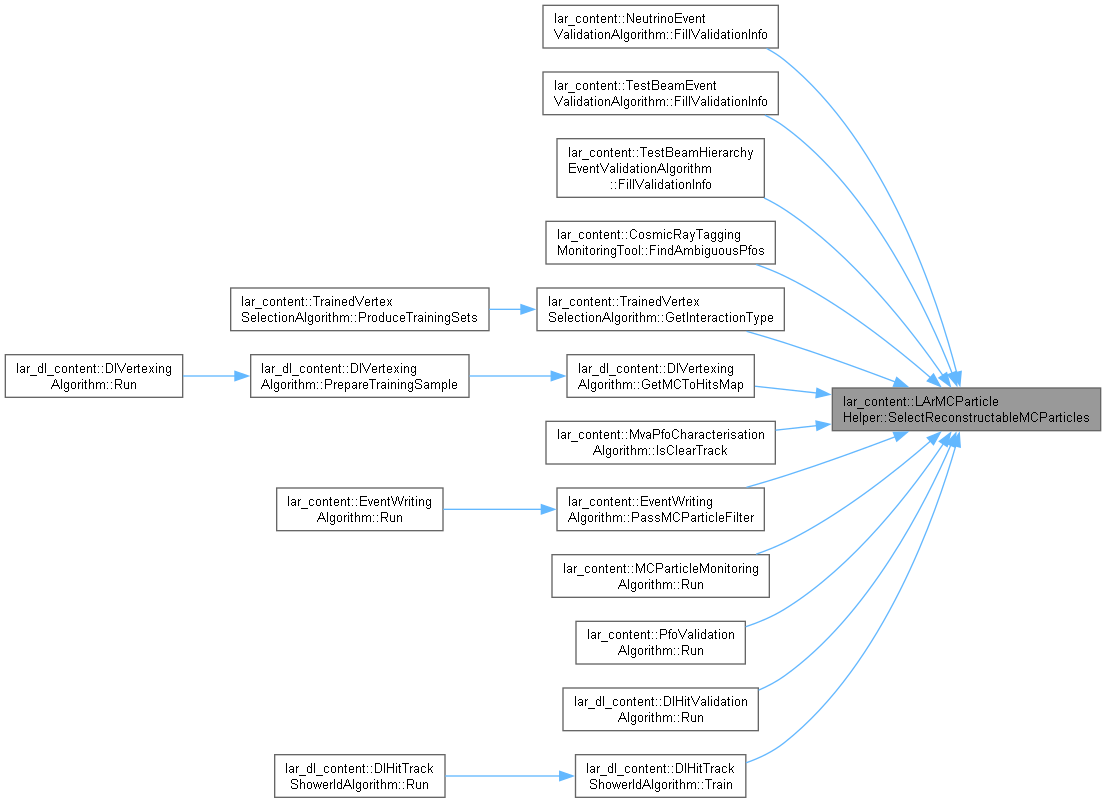 lar_content::NeutrinoEvent
ValidationAlgorithm::FillValidationInfo
lar_content::TestBeamEvent
ValidationAlgorithm::FillValidationInfo
lar_content::TestBeamHierarchy
EventValidationAlgorithm
::FillValidationInfo
lar_content::CosmicRayTagging
MonitoringTool::FindAmbiguousPfos
lar_content::TrainedVertex
SelectionAlgorithm::ProduceTrainingSets
lar_content::TrainedVertex
SelectionAlgorithm::GetInteractionType
lar_dl_content::DlVertexing
Algorithm::Run
lar_dl_content::DlVertexing
Algorithm::PrepareTrainingSample
lar_dl_content::DlVertexing
Algorithm::GetMCToHitsMap
lar_content::LArMCParticle
Helper::SelectReconstructableMCParticles
lar_content::MvaPfoCharacterisation
Algorithm::IsClearTrack
lar_content::EventWriting
Algorithm::Run
lar_content::EventWriting
Algorithm::PassMCParticleFilter
lar_content::MCParticleMonitoring
Algorithm::Run
lar_content::PfoValidation
Algorithm::Run
lar_dl_content::DlHitValidation
Algorithm::Run
lar_dl_content::DlHitTrack
ShowerIdAlgorithm::Run
lar_dl_content::DlHitTrack
ShowerIdAlgorithm::Train